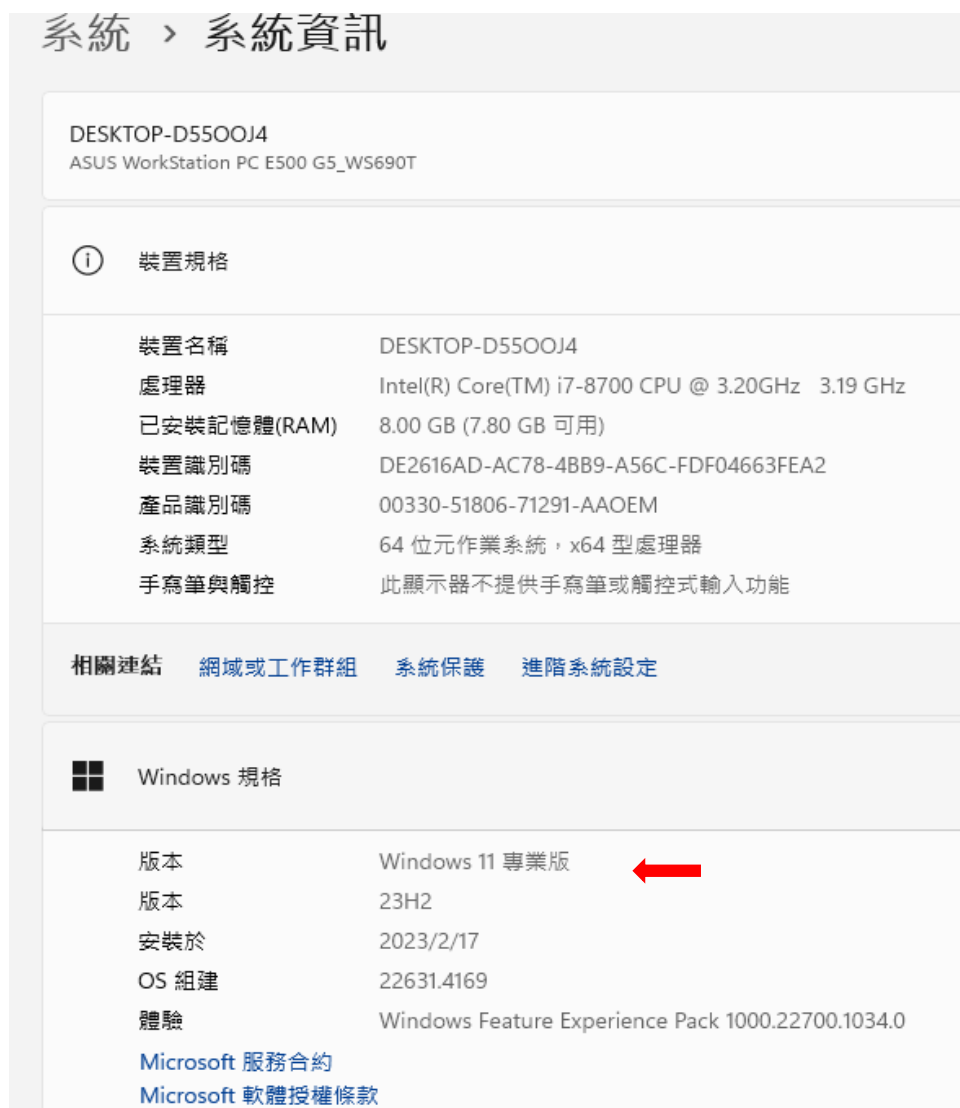 系統 › 系統資訊
DESKTOP-D55OOJ4
ASUS WorkStation PC E500 G5_WS690T
裝置規格
裝置名稱 DESKTOP-D55OOJ4
處理器 Intel(R) Core(TM) i7-8700 CPU @ 3.20GHz 3.19 GHz
已安裝記憶體(RAM) 8.00 GB (7.80 GB 可用)
裝置識別碼 DE2616AD-AC78-4BB9-A56C-FDF04663FEA2
產品識別碼 00330-51806-71291-AAOEM
系統類型 64 位元作業系統，x64 型處理器
手寫筆與觸控 此顯示器不提供手寫筆或觸控式輸入功能
相關連結 網域或工作群組 系統保護 進階系統設定
Windows 規格
版本 Windows 11 專業版
版本 23H2
安裝於 2023/2/17
OS 組建 22631.4169
體驗 Windows Feature Experience Pack 1000.22700.1034.0
Microsoft 服務合約
Microsoft 軟體授權條款